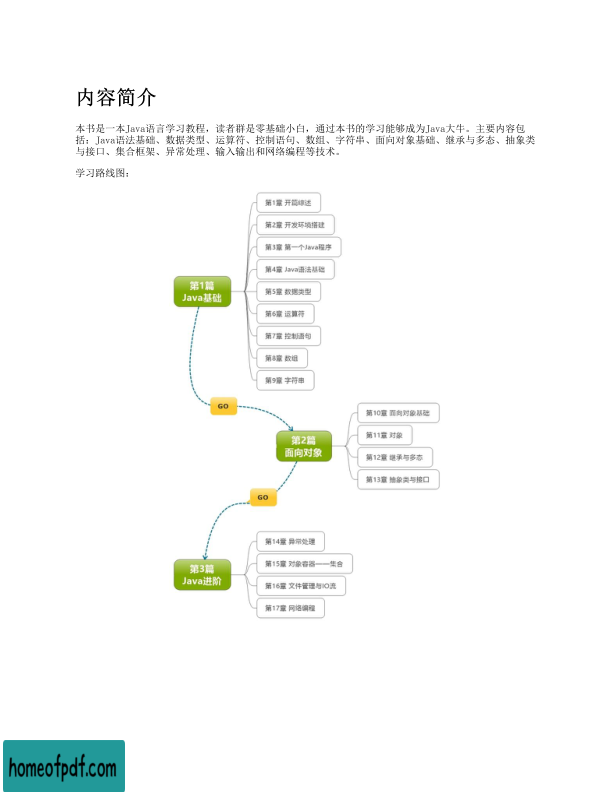 内容简介
本书是一本Java语言学习教程，读者群是零基础小白，通过本书的学习能够成为Java大牛。主要内容包
括：Java语法基础、数据类型、运算符、控制语句、数组、字符串、面向对象基础、继承与多态、抽象类
与接口、集合框架、异常处理、输入输出和网络编程等技术。
学习路线图：
第1章 开篇综述
第2章 开发环境搭建
第3章 第一个Java程序
第4章 Java语法基础
第1篇
Java基础
第5章 数据类型
第6章 运算符
第7章 控制语句
第8章 数组
第9章 字符串
GO
第10章 面向对象基础
第11章 对象
第2篇
面向对象
第12章 继承与多态
第13章 抽象类与接口
GO
第14章 异常处理
第15章 对象容器——集合
第3篇
Java进阶
第16章 文件管理与IO流
第17章 网络编程
homeofpdf.com